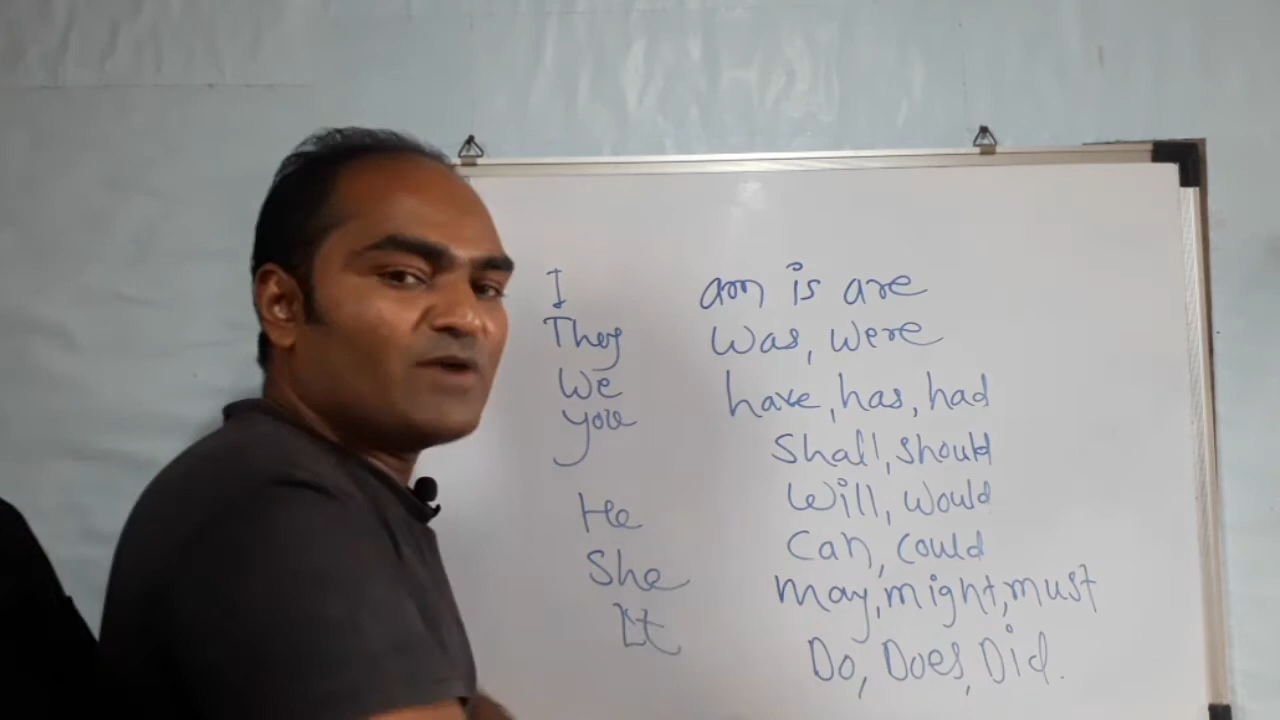 I am is are
They Was, Were
We have, has, had
you Shall, Should
Will, Would
He Can, Could
She may, might, must
It Do, Does, Did.